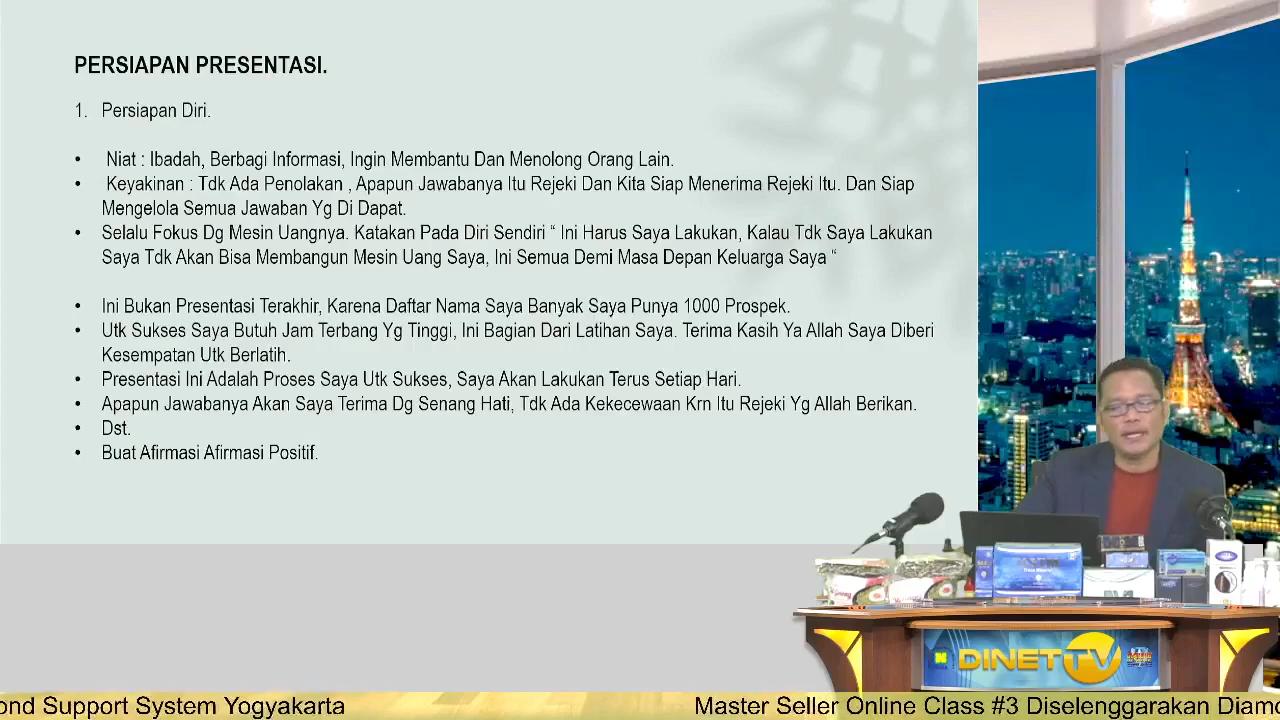 PERSIAPAN PRESENTASI.
1. Persiapan Diri.
• Niat : Ibadah, Berbagi Informasi, Ingin Membantu Dan Menolong Orang Lain.
• Keyakinan : Tdk Ada Penolakan , Apapun Jawabanya Itu Rejeki Dan Kita Siap Menerima Rejeki Itu. Dan Siap
Mengelola Semua Jawaban Yg Di Dapat.
• Selalu Fokus Dg Mesin Uangnya. Katakan Pada Diri Sendiri “ Ini Harus Saya Lakukan, Kalau Tdk Saya Lakukan
Saya Tdk Akan Bisa Membangun Mesin Uang Saya, Ini Semua Demi Masa Depan Keluarga Saya “
• Ini Bukan Presentasi Terakhir, Karena Daftar Nama Saya Banyak Saya Punya 1000 Prospek.
• Utk Sukses Saya Butuh Jam Terbang Yg Tinggi, Ini Bagian Dari Latihan Saya. Terima Kasih Ya Allah Saya Diberi
Kesempatan Utk Berlatih.
• Presentasi Ini Adalah Proses Saya Utk Sukses, Saya Akan Lakukan Terus Setiap Hari.
• Apapun Jawabanya Akan Saya Terima Dg Senang Hati, Tdk Ada Kekecewaan Krn Itu Rejeki Yg Allah Berikan.
• Dst.
• Buat Afirmasi Afirmasi Positif.
DINET TV
ond Support System Yogyakarta
Master Seller Online Class #3 Diselenggarakan Diamo